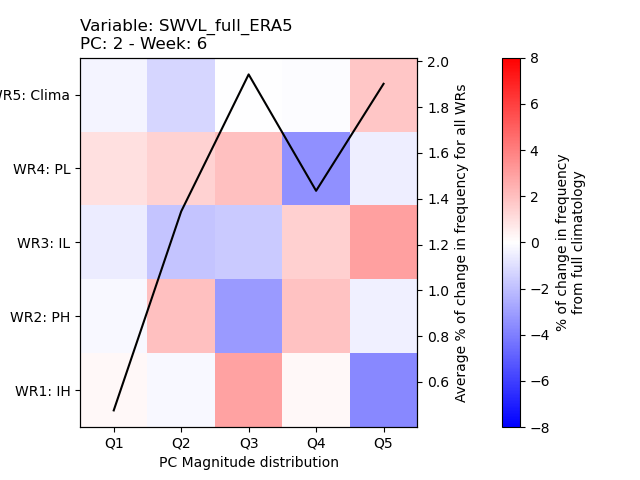 Variable: SWVL_full_ERA5
PC: 2 - Week: 6
WR5: Clima
WR4: PL
WR3: IL
WR2: PH
WR1: IH
Q1 Q2 Q3 Q4 Q5
PC Magnitude distribution
2.0
1.8
1.6
1.4
1.2
1.0
0.8
0.6
Average % of change in frequency for all WRs
8
6
4
2
0
−2
−4
−6
−8
% of change in frequency
from full climatology